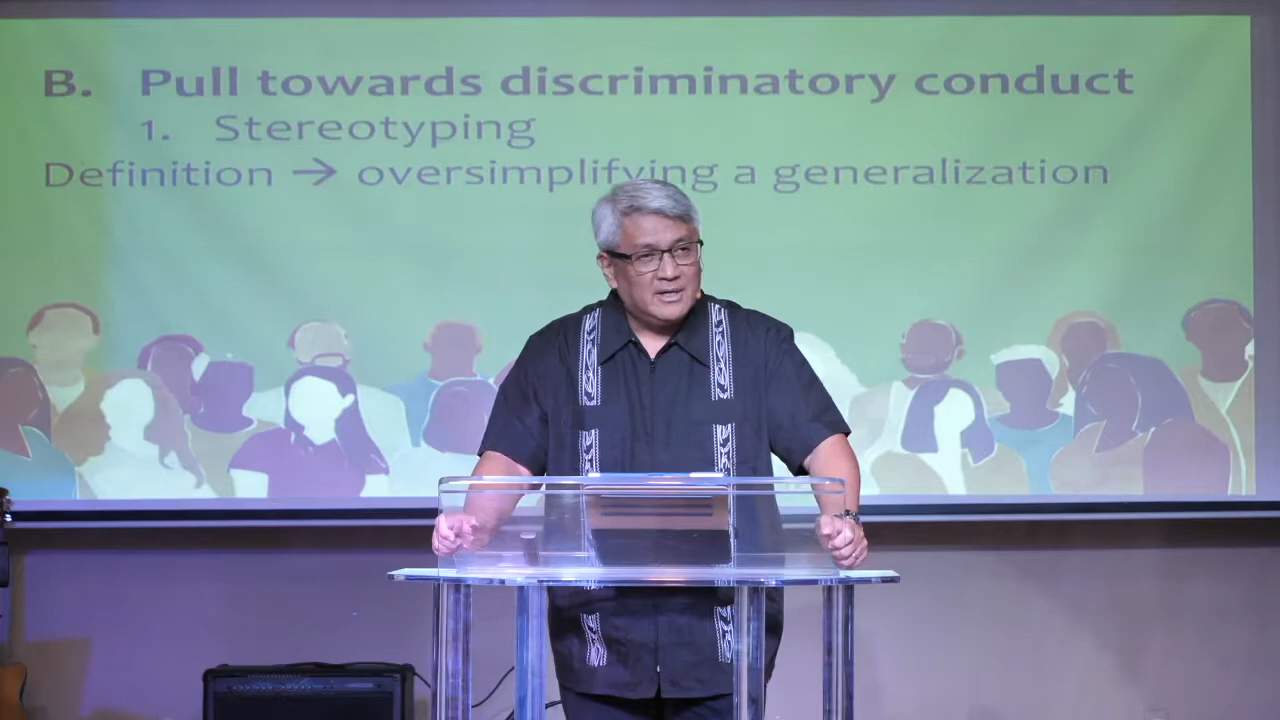 B. Pull towards discriminatory conduct
1. Stereotyping
Definition → oversimplifying a generalization